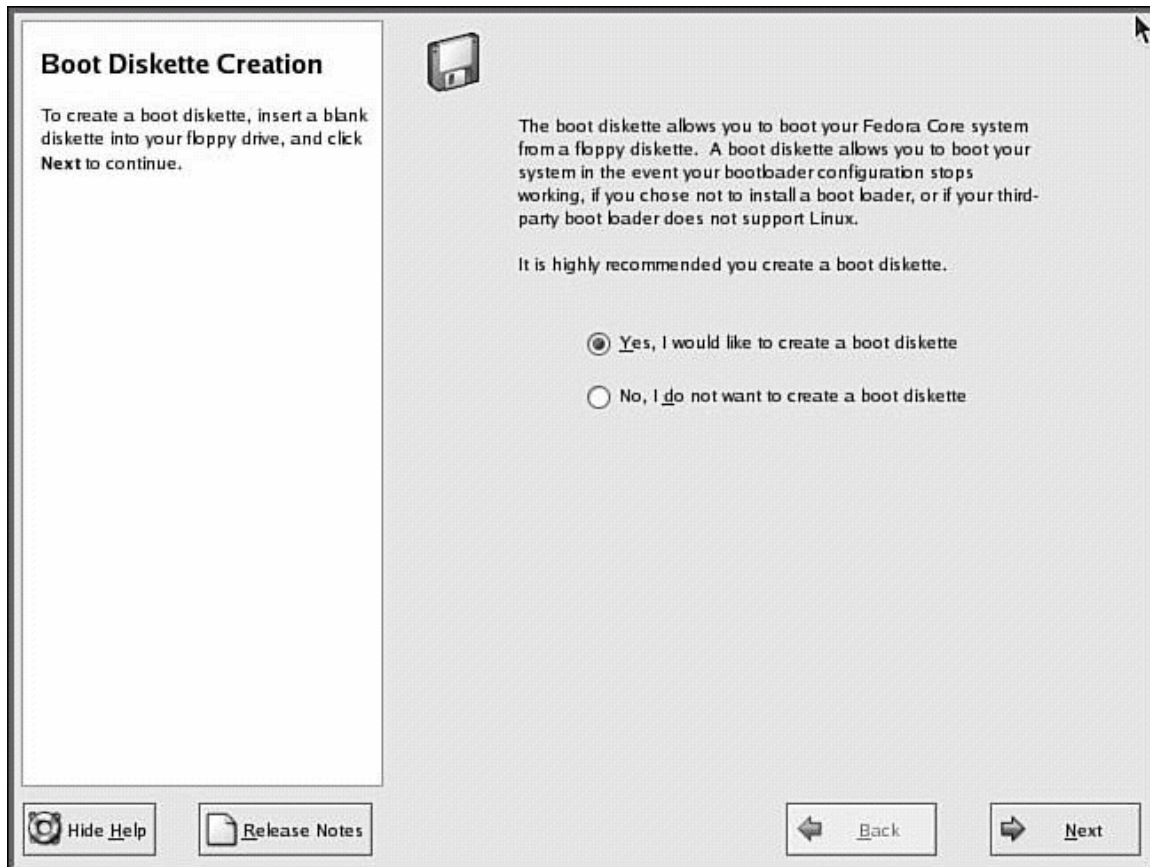 Boot Diskette Creation
To create a boot diskette, insert a blank
diskette into your floppy drive, and click
Next to continue.
The boot diskette allows you to boot your Fedora Core system
from a floppy diskette. A boot diskette allows you to boot your
system in the event your bootloader configuration stops
working, if you chose not to install a boot loader, or if your third-
party boot loader does not support Linux.
It is highly recommended you create a boot diskette.
Yes, I would like to create a boot diskette
No, I do not want to create a boot diskette
Hide Help
Release Notes
Back
Next